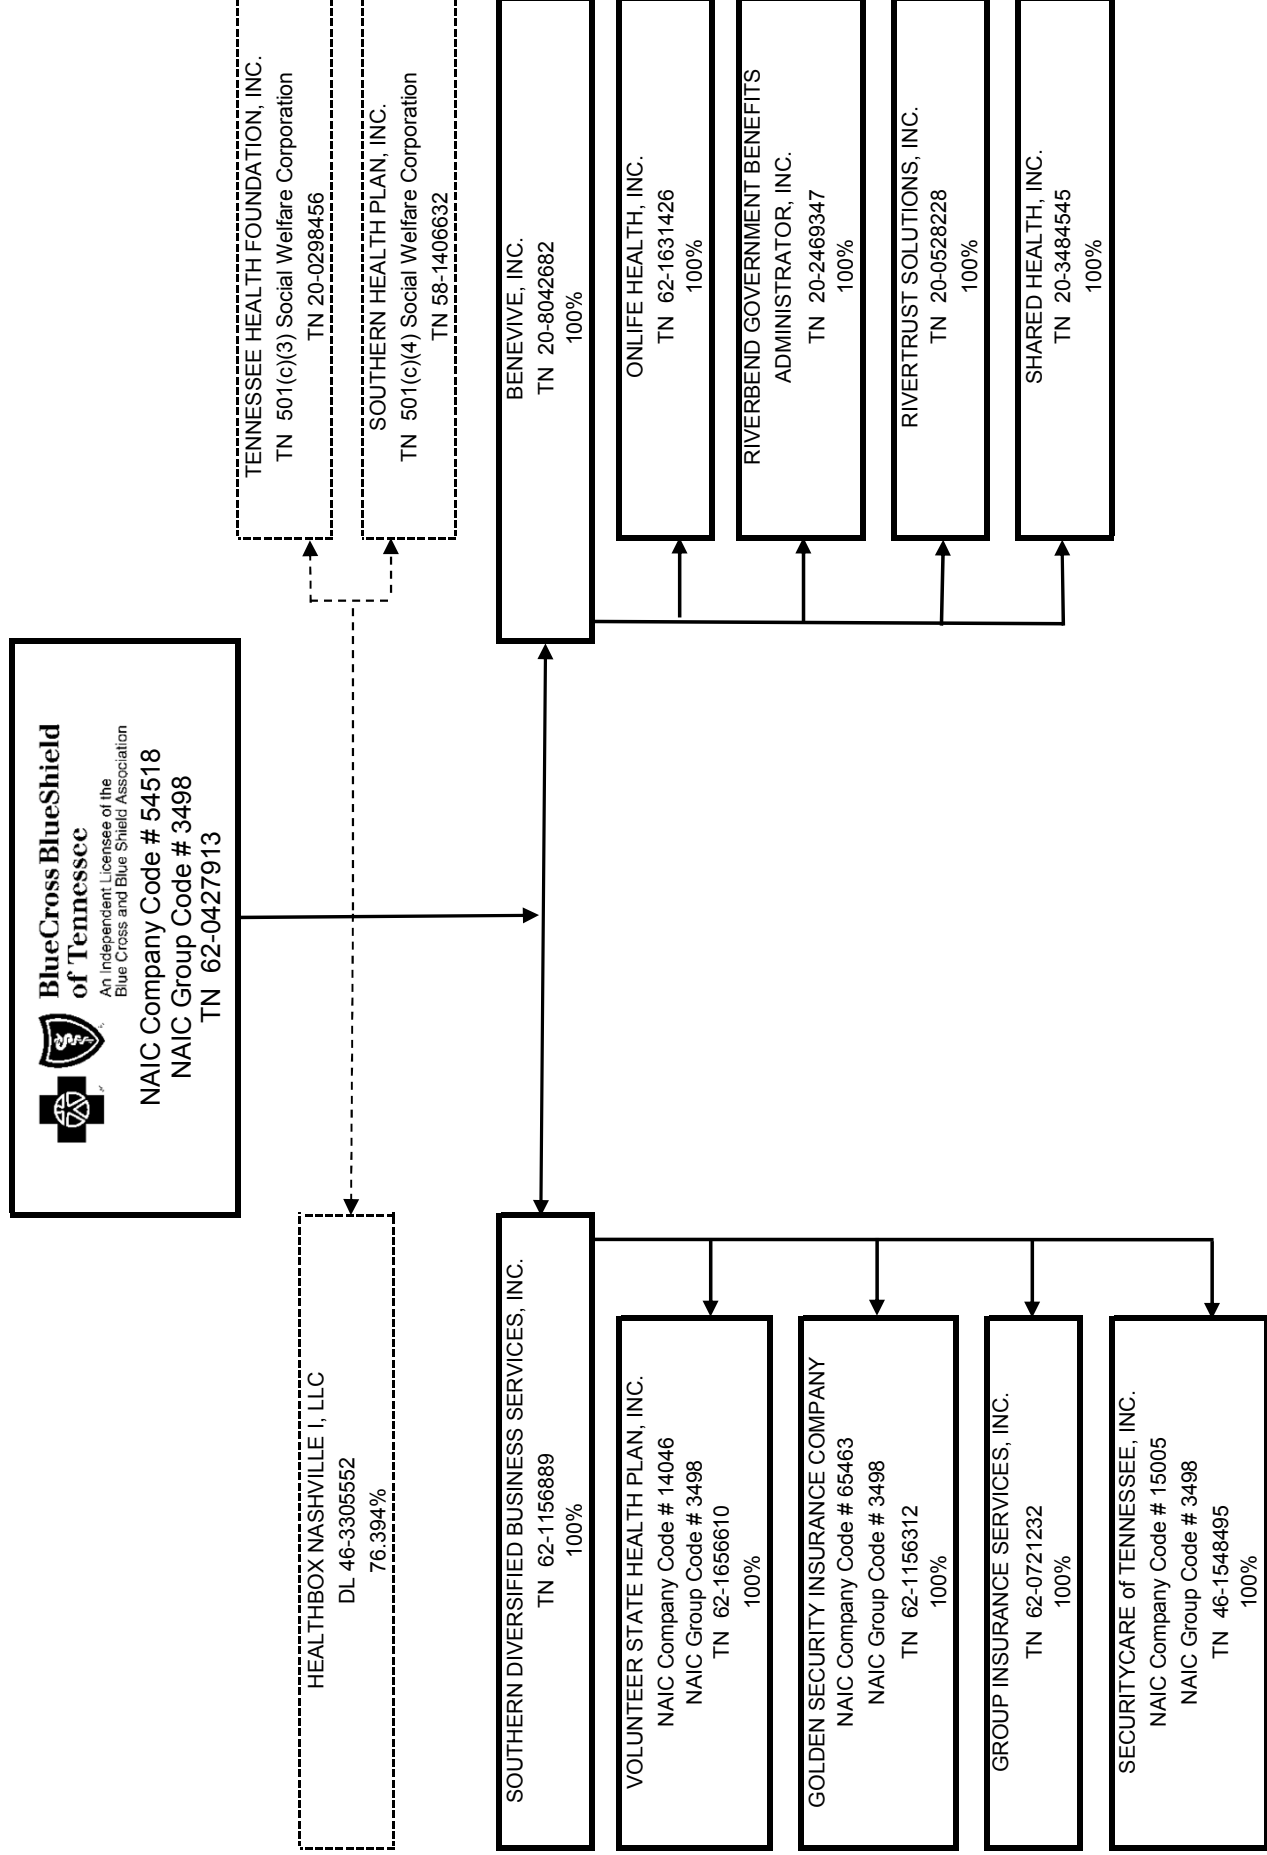 BlueCross BlueShield
of Tennessee
An Independent Licensee of the
Blue Cross and Blue Shield Association
NAIC Company Code # 54518
NAIC Group Code # 3498
TN 62-0427913
HEALTHBOX NASHVILLE I, LLC
DL 46-3305552
76.394%
TENNESSEE HEALTH FOUNDATION, INC.
TN 501(c)(3) Social Welfare Corporation
TN 20-0298456
SOUTHERN HEALTH PLAN, INC.
TN 501(c)(4) Social Welfare Corporation
TN 58-1406632
SOUTHERN DIVERSIFIED BUSINESS SERVICES, INC.
TN 62-1156889
100%
VOLUNTEER STATE HEALTH PLAN, INC.
NAIC Company Code # 14046
NAIC Group Code # 3498
TN 62-1656610
100%
GOLDEN SECURITY INSURANCE COMPANY
NAIC Company Code # 65463
NAIC Group Code # 3498
TN 62-1156312
100%
GROUP INSURANCE SERVICES, INC.
TN 62-0721232
100%
SECURITYCARE of TENNESSEE, INC.
NAIC Company Code # 15005
NAIC Group Code # 3498
TN 46-1548495
100%
BENEVIVE, INC.
TN 20-8042682
100%
ONLIFE HEALTH, INC.
TN 62-1631426
100%
RIVERBEND GOVERNMENT BENEFITS
ADMINISTRATOR, INC.
TN 20-2469347
100%
RIVERTRUST SOLUTIONS, INC.
TN 20-0528228
100%
SHARED HEALTH, INC.
TN 20-3484545
100%